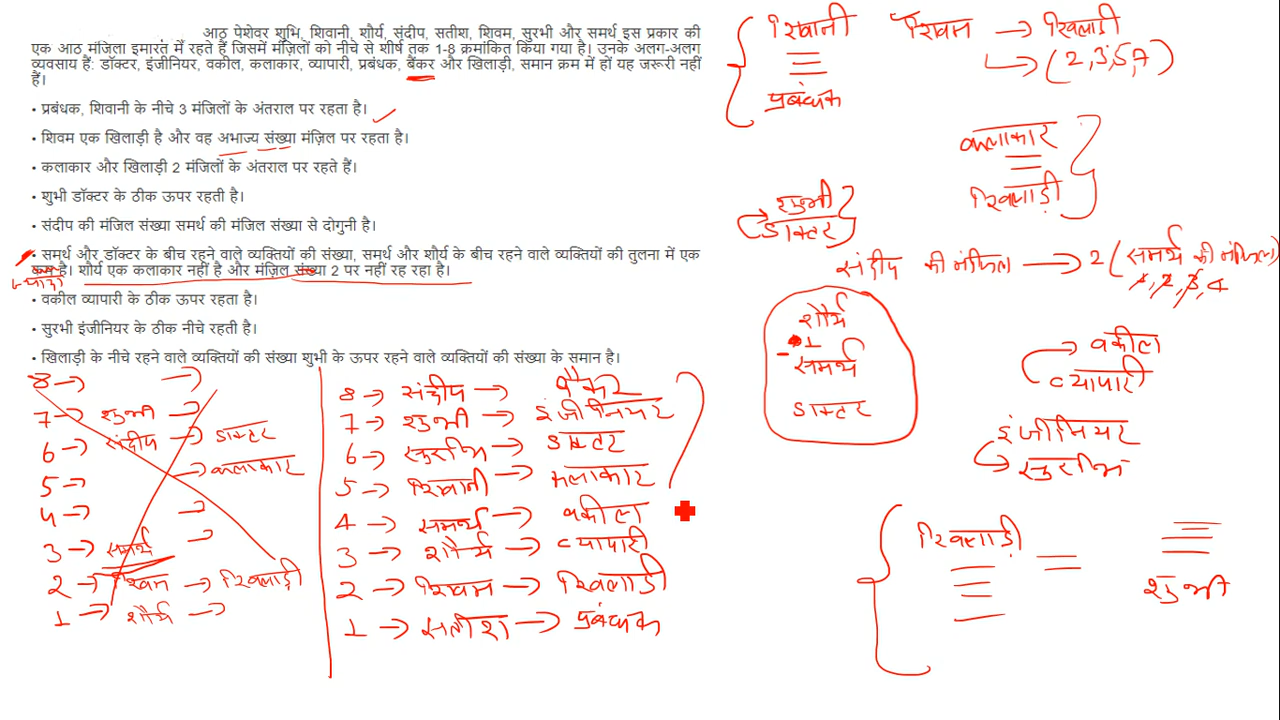 आठ पेशेवर शुभि, शिवानी, शौर्य, संदीप, सतीश, शिवम, सुरभी और समर्थ इस प्रकार की
एक आठ मंजिला इमारत में रहते हैं जिसमें मंज़िलों को नीचे से शीर्ष तक 1-8 क्रमांकित किया गया है। उनके अलग-अलग
व्यवसाय हैं: डॉक्टर, इंजीनियर, वकील, कलाकार, व्यापारी, प्रबंधक, बैंकर और खिलाड़ी, समान क्रम में हों यह जरूरी नहीं
हैं।
• प्रबंधक, शिवानी के नीचे 3 मंजिलों के अंतराल पर रहता है।
• शिवम एक खिलाड़ी है और वह अभाज्य संख्या मंज़िल पर रहता है।
• कलाकार और खिलाड़ी 2 मंजिलों के अंतराल पर रहते हैं।
• शुभी डॉक्टर के ठीक ऊपर रहती है।
• संदीप की मंजिल संख्या समर्थ की मंजिल संख्या से दोगुनी है।
• समर्थ और डॉक्टर के बीच रहने वाले व्यक्तियों की संख्या, समर्थ और शौर्य के बीच रहने वाले व्यक्तियों की तुलना में एक
कम है। शौर्य एक कलाकार नहीं है और मंज़िल संख्या 2 पर नहीं रह रहा है।
ज्यादा
• वकील व्यापारी के ठीक ऊपर रहता है।
• सुरभी इंजीनियर के ठीक नीचे रहती है।
• खिलाड़ी के नीचे रहने वाले व्यक्तियों की संख्या शुभी के ऊपर रहने वाले व्यक्तियों की संख्या के समान है।
8 →  →
7 → शुभी →
6 → संदीप → डाक्टर
5 →  → कलाकार
4 →  →
3 → समर्थ →
2 → शिवम → खिलाड़ी
1 → शौर्य →
8 → संदीप → बैंकर
7 → शुभी → इंजीनियर
6 → सुरभि → डाक्टर
5 → शिवानी → कलाकार
4 → समर्थ → वकील
3 → शौर्य → व्यापारी
2 → शिवम → खिलाड़ी
1 → सतीश → प्रबंधक
शिवानी
प्रबंधक
शिवम → खिलाड़ी
→ (2,3,5,7)
कलाकार
खिलाड़ी
शुभी
डाक्टर
संदीप की मंजिल → 2 (समर्थ की मंजिल)
1, 2, 3, 4
शौर्य
1
समर्थ
डाक्टर
वकील
व्यापारी
इंजीनियर
सुरभि
खिलाड़ी =
शुभी